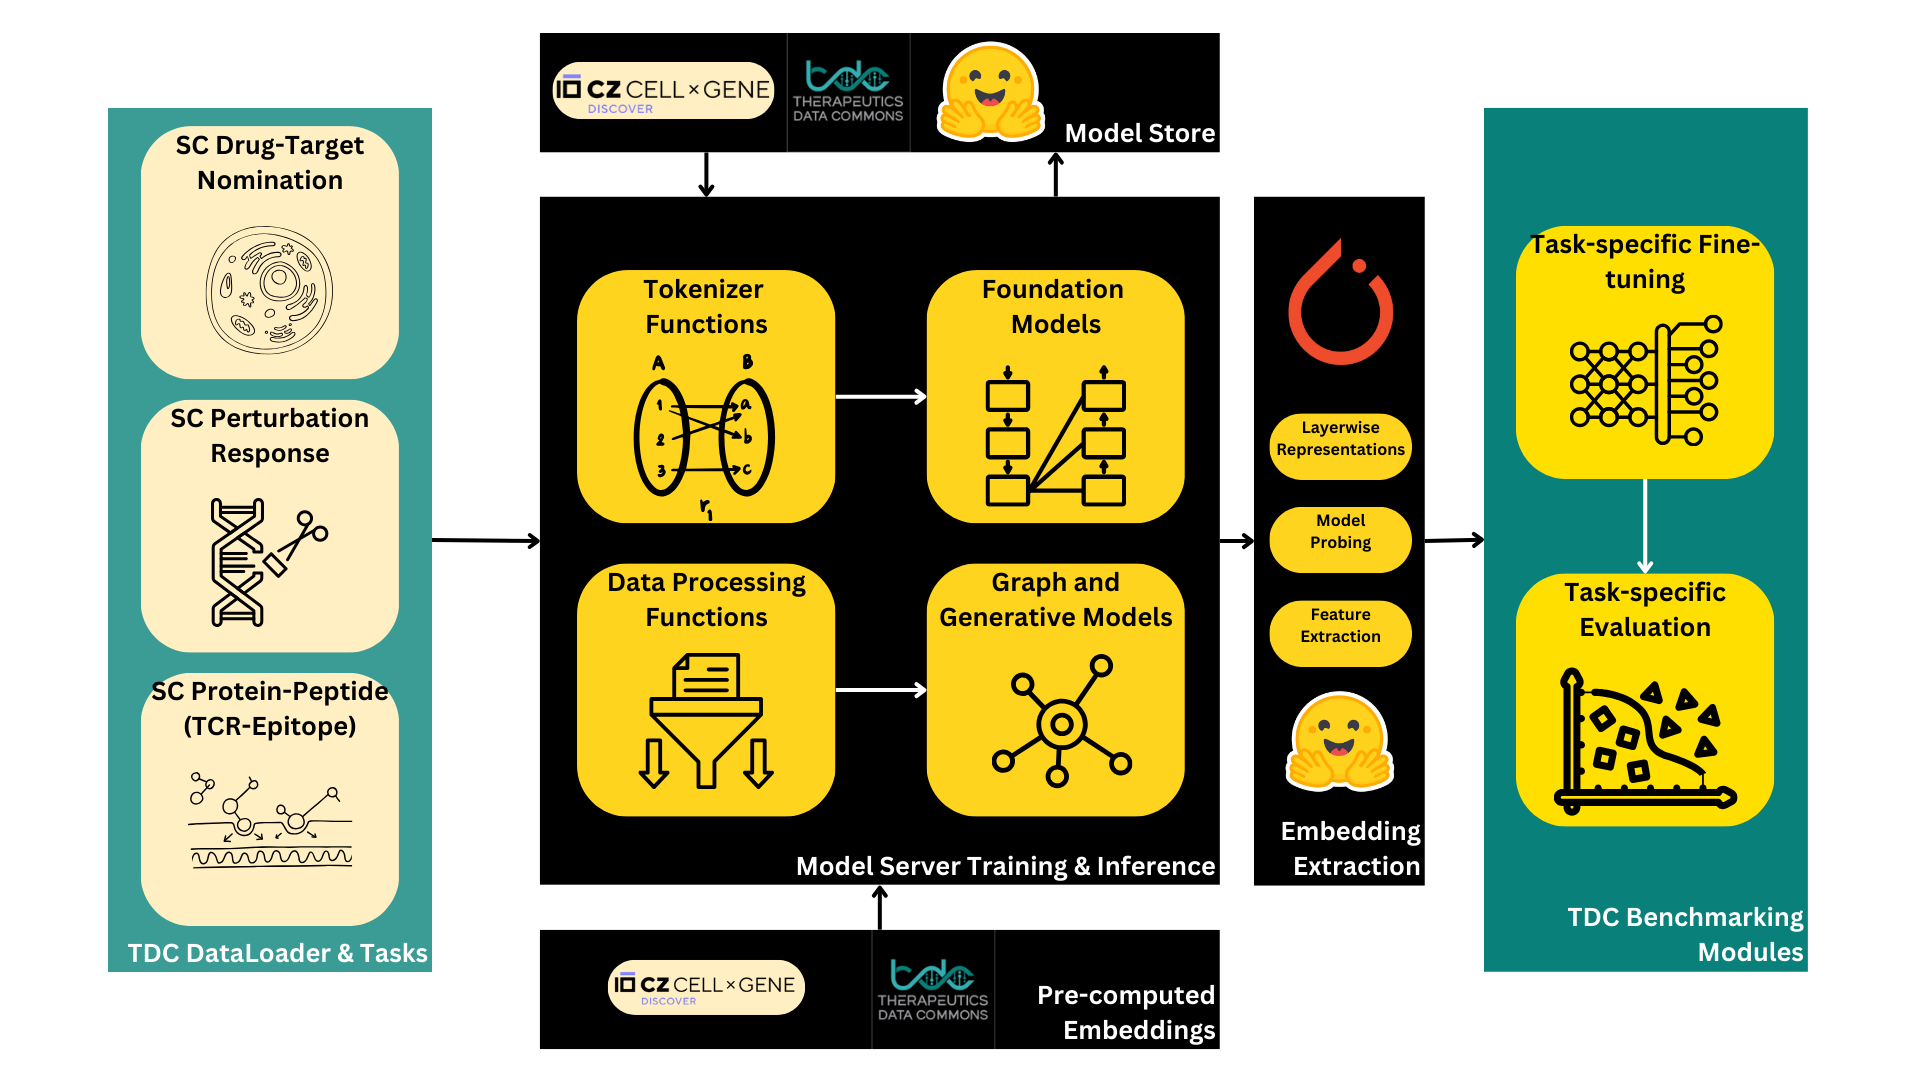 SC Drug-Target
Nomination
SC Perturbation
Response
SC Protein-Peptide
(TCR-Epitope)
TDC DataLoader & Tasks
CZ CELL×GENE
DISCOVER
tdc
THERAPEUTICS
DATA COMMONS
Model Store
Tokenizer
Functions
A B
1 a
2 b
3 c
r1
Foundation
Models
Data Processing
Functions
Graph and
Generative Models
Model Server Training & Inference
CZ CELL×GENE
DISCOVER
tdc
THERAPEUTICS
DATA COMMONS
Pre-computed
Embeddings
Layerwise
Representations
Model
Probing
Feature
Extraction
Embedding
Extraction
Task-specific Fine-
tuning
Task-specific
Evaluation
TDC Benchmarking
Modules